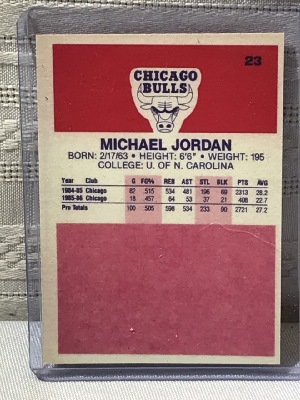 23
CHICAGO
BULLS
MICHAEL JORDAN
BORN: 2/17/63 • HEIGHT: 6'6" • WEIGHT: 195
COLLEGE: U. OF N. CAROLINA
Year Club G FG% REB AST STL BLK PTS AVG
1984-85 Chicago 82 .515 534 481 196 69 2313 28.2
1985-86 Chicago 18 .457 64 53 37 21 408 22.7
Pro Totals 100 .505 598 534 233 90 2721 27.2